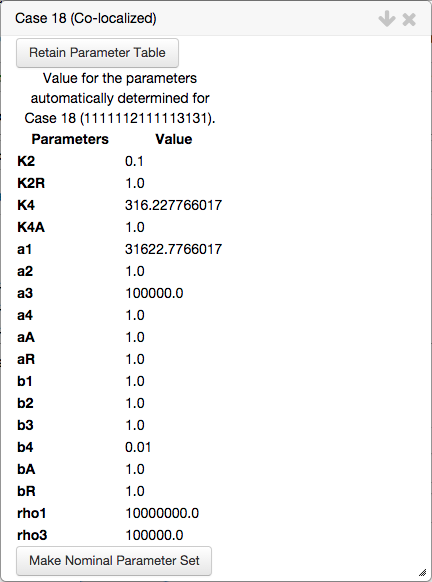 Case 18 (Co-localized)
Retain Parameter Table
Value for the parameters
automatically determined for
Case 18 (1111112111113131).
Parameters Value
K2 0.1
K2R 1.0
K4 316.227766017
K4A 1.0
a1 31622.7766017
a2 1.0
a3 100000.0
a4 1.0
aA 1.0
aR 1.0
b1 1.0
b2 1.0
b3 1.0
b4 0.01
bA 1.0
bR 1.0
rho1 10000000.0
rho3 100000.0
Make Nominal Parameter Set